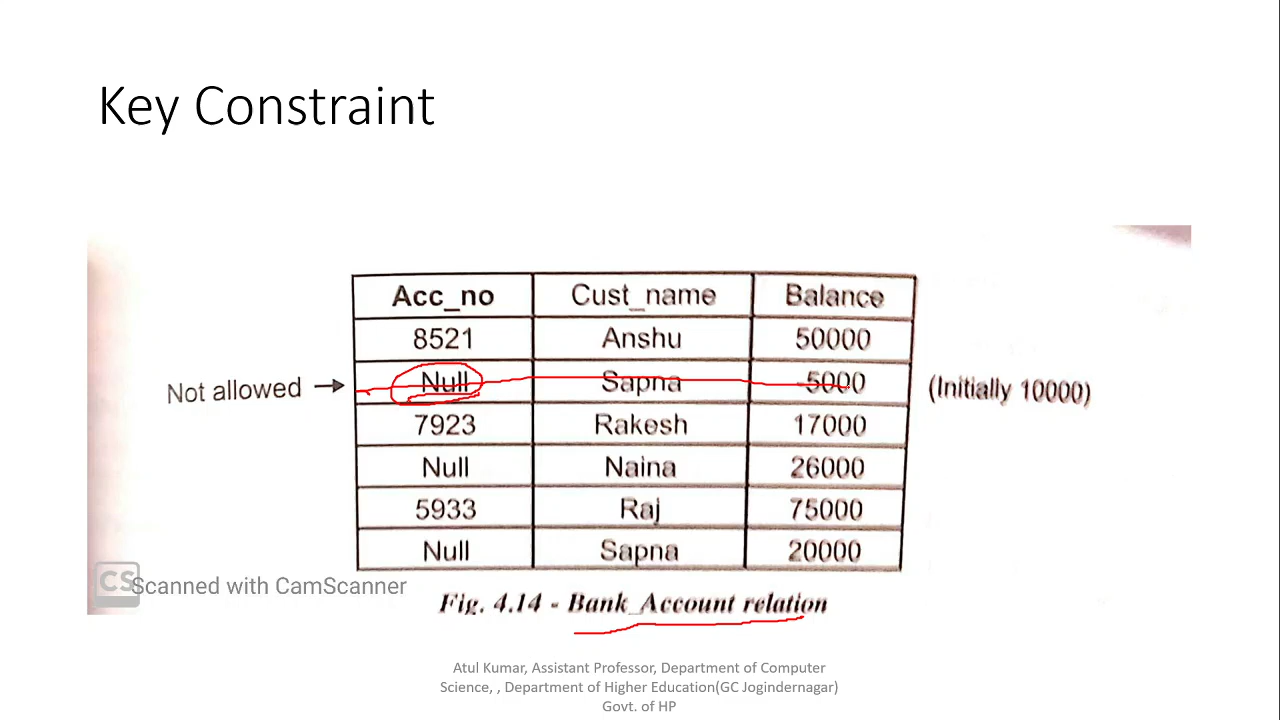 Key Constraint
Acc_no Cust_name Balance
8521 Anshu 50000
Not allowed → Null Sapna 5000 (Initially 10000)
7923 Rakesh 17000
Null Naina 26000
5933 Raj 75000
Null Sapna 20000
CS Scanned with CamScanner
Fig. 4.14 - Bank_Account relation
Atul Kumar, Assistant Professor, Department of Computer
Science, , Department of Higher Education(GC Jogindernagar)
Govt. of HP